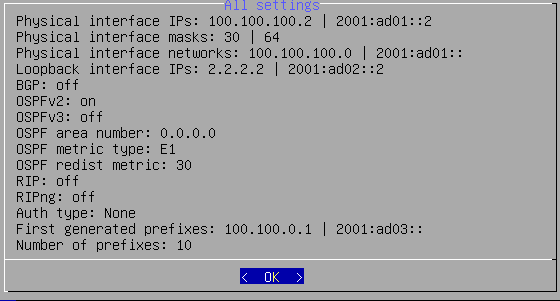 All settings
Physical interface IPs: 100.100.100.2 | 2001:ad01::2
Physical interface masks: 30 | 64
Physical interface networks: 100.100.100.0 | 2001:ad01::
Loopback interface IPs: 2.2.2.2 | 2001:ad02::2
BGP: off
OSPFv2: on
OSPFv3: off
OSPF area number: 0.0.0.0
OSPF metric type: E1
OSPF redist metric: 30
RIP: off
RIPng: off
Auth type: None
First generated prefixes: 100.100.0.1 | 2001:ad03::
Number of prefixes: 10
< OK >